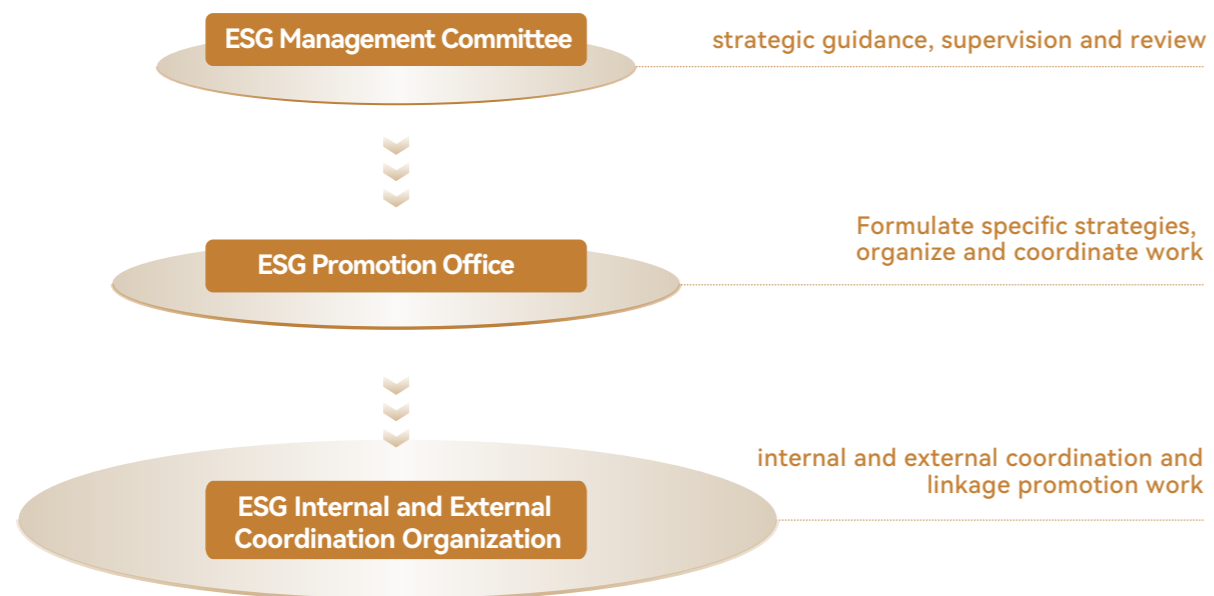 ESG Management Committee
strategic guidance, supervision and review
ESG Promotion Office
Formulate specific strategies,
organize and coordinate work
ESG Internal and External
Coordination Organization
internal and external coordination and
linkage promotion work